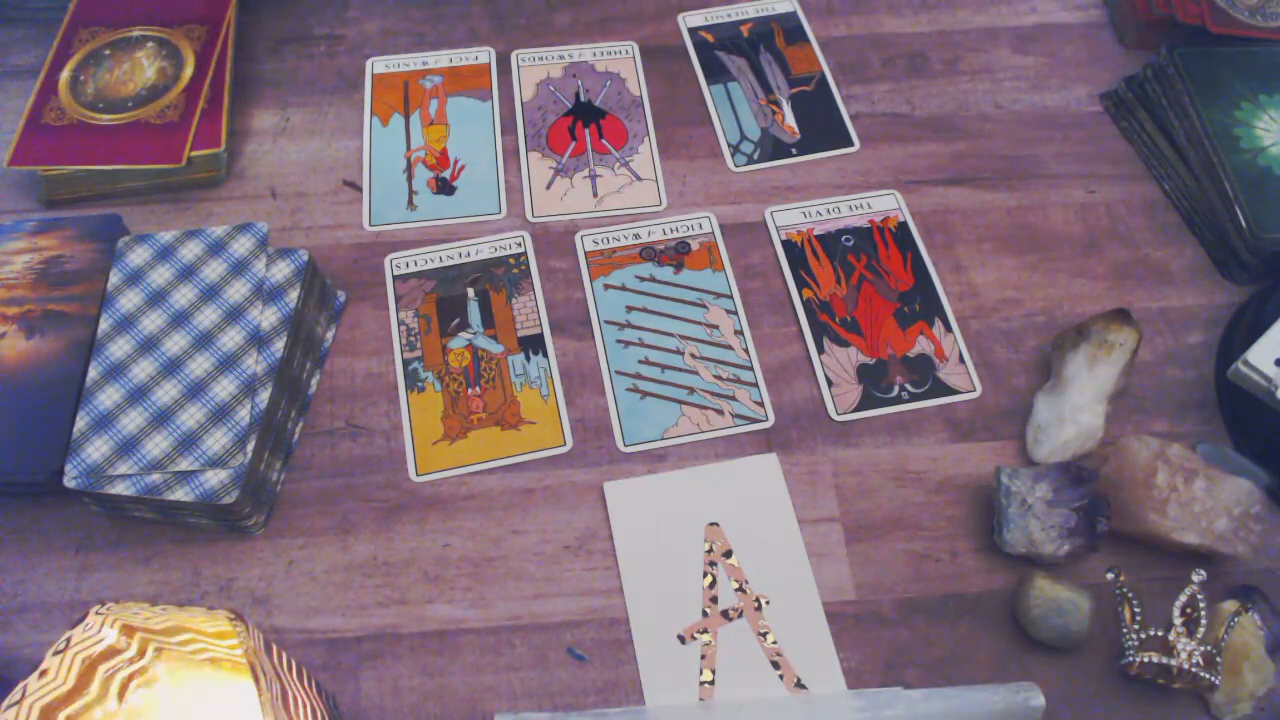 THE HERMIT
THREE of SWORDS
PAGE of WANDS
THE DEVIL
EIGHT of WANDS
KING of PENTACLES
A